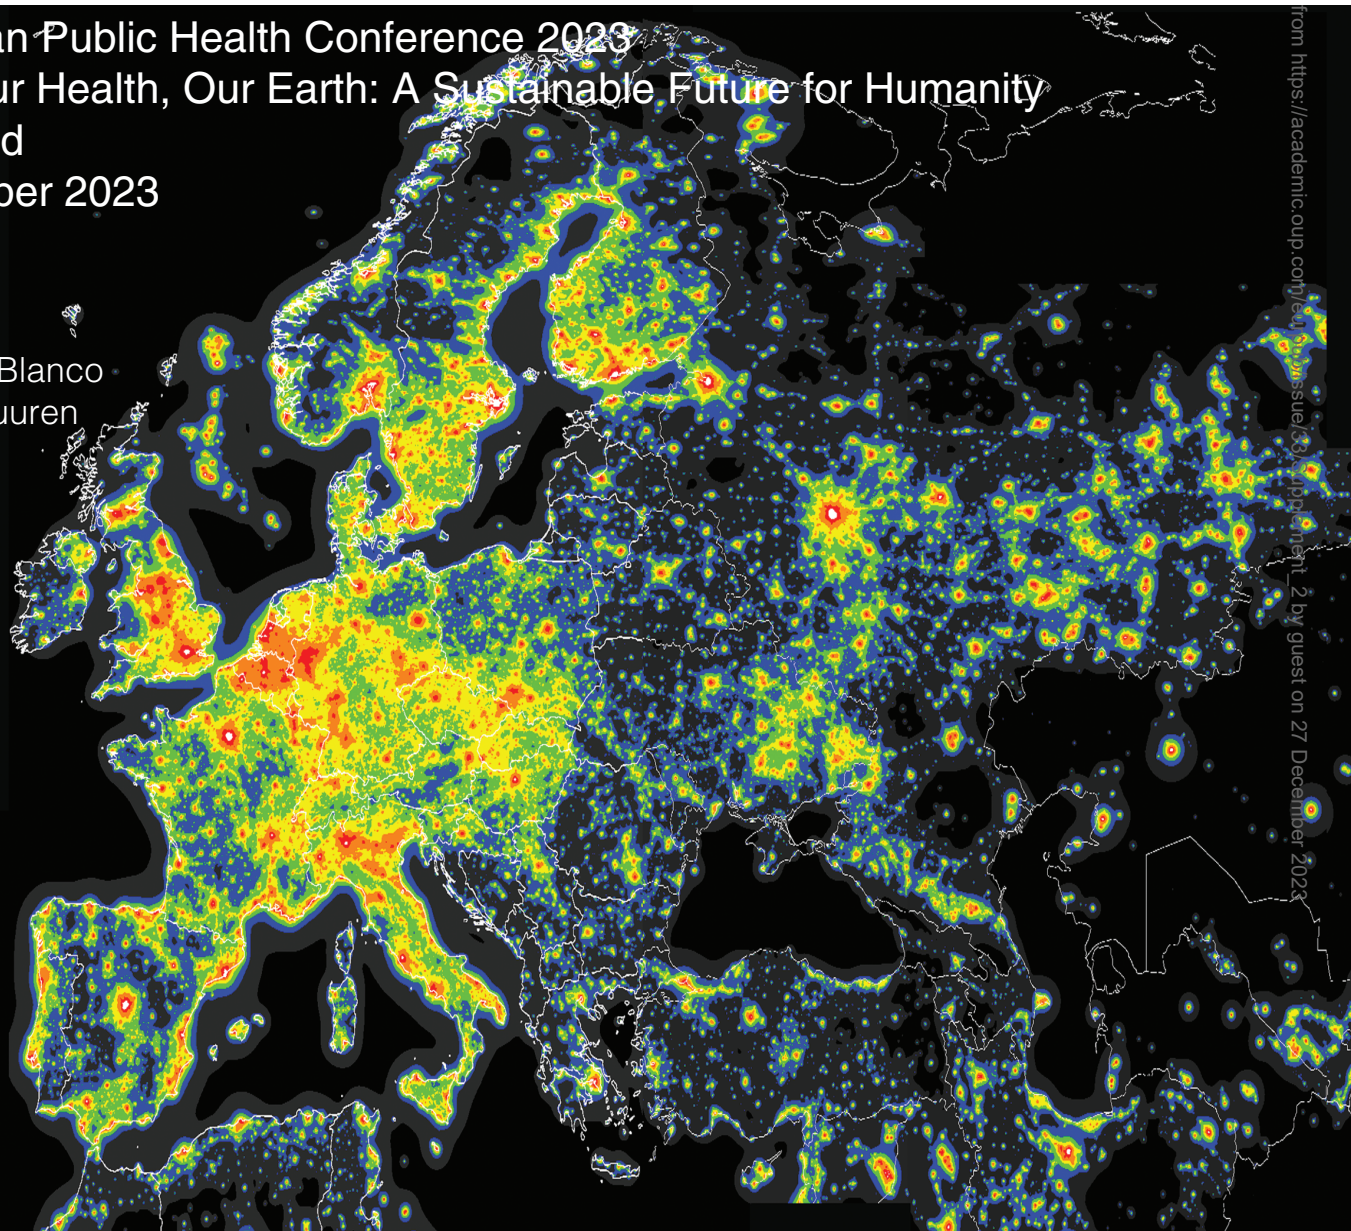 an Public Health Conference 2023
ur Health, Our Earth: A Sustainable Future for Humanity
d
ber 2023
Blanco
uuren
from https://academic.oup.com/eurpub/issue/33/Supplement_2 by guest on 27 December 2023